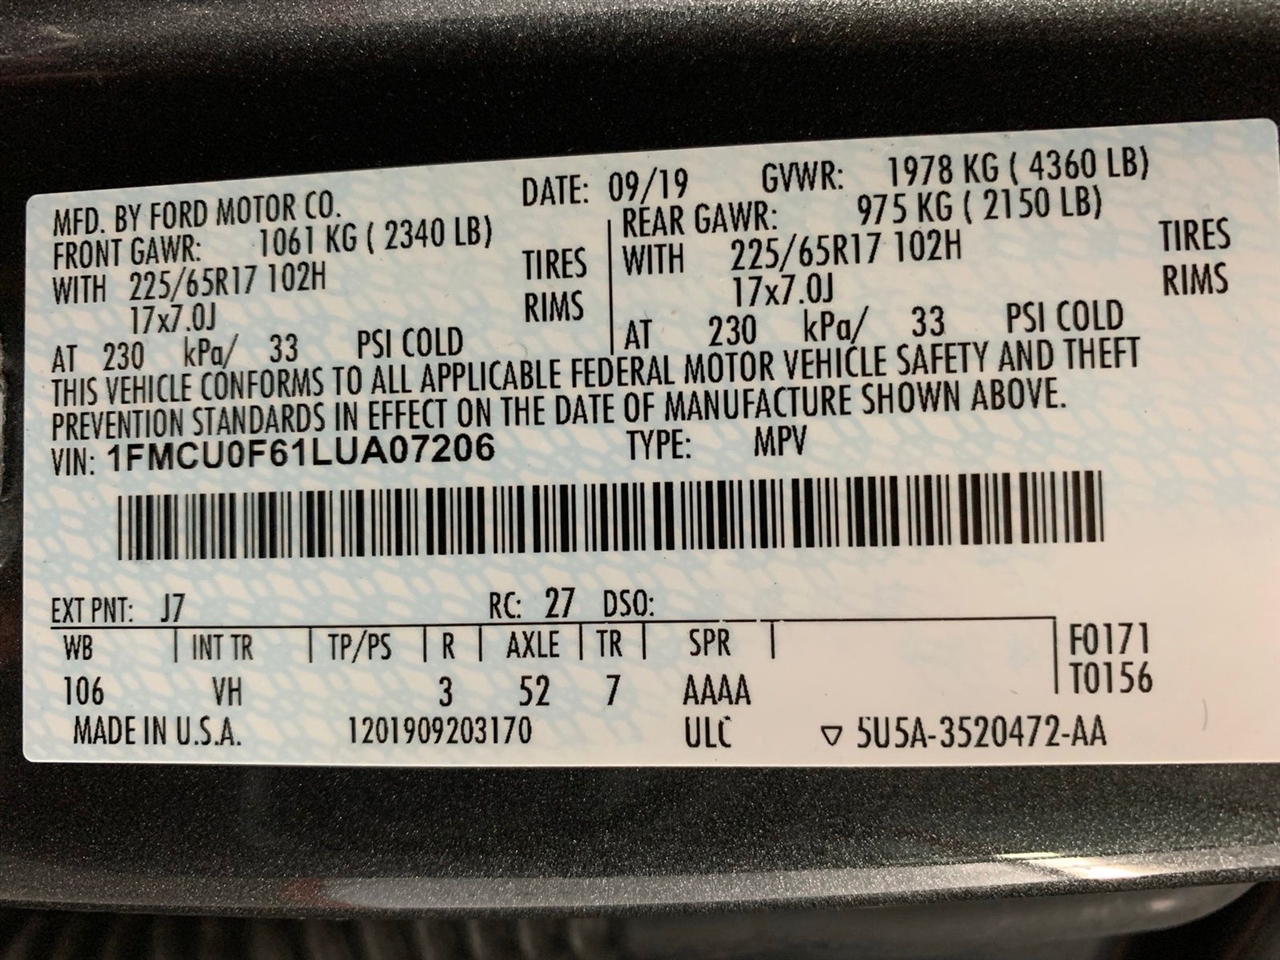 MFD. BY FORD MOTOR CO. DATE: 09/19 GVWR: 1978 KG ( 4360 LB)
FRONT GAWR: 1061 KG ( 2340 LB)
WITH 225/65R17 102H TIRES
17x7.0J RIMS
AT 230 kPa/ 33 PSI COLD
REAR GAWR: 975 KG ( 2150 LB)
WITH 225/65R17 102H TIRES
17x7.0J RIMS
AT 230 kPa/ 33 PSI COLD
THIS VEHICLE CONFORMS TO ALL APPLICABLE FEDERAL MOTOR VEHICLE SAFETY AND THEFT
PREVENTION STANDARDS IN EFFECT ON THE DATE OF MANUFACTURE SHOWN ABOVE.
VIN: 1FMCU0F61LUA07206 TYPE: MPV
EXT PNT: J7 RC: 27 DSO:
WB INT TR TP/PS R AXLE TR SPR F0171
106 VH 3 52 7 AAAA T0156
MADE IN U.S.A. 1201909203170 ULC ▽ 5U5A-3520472-AA